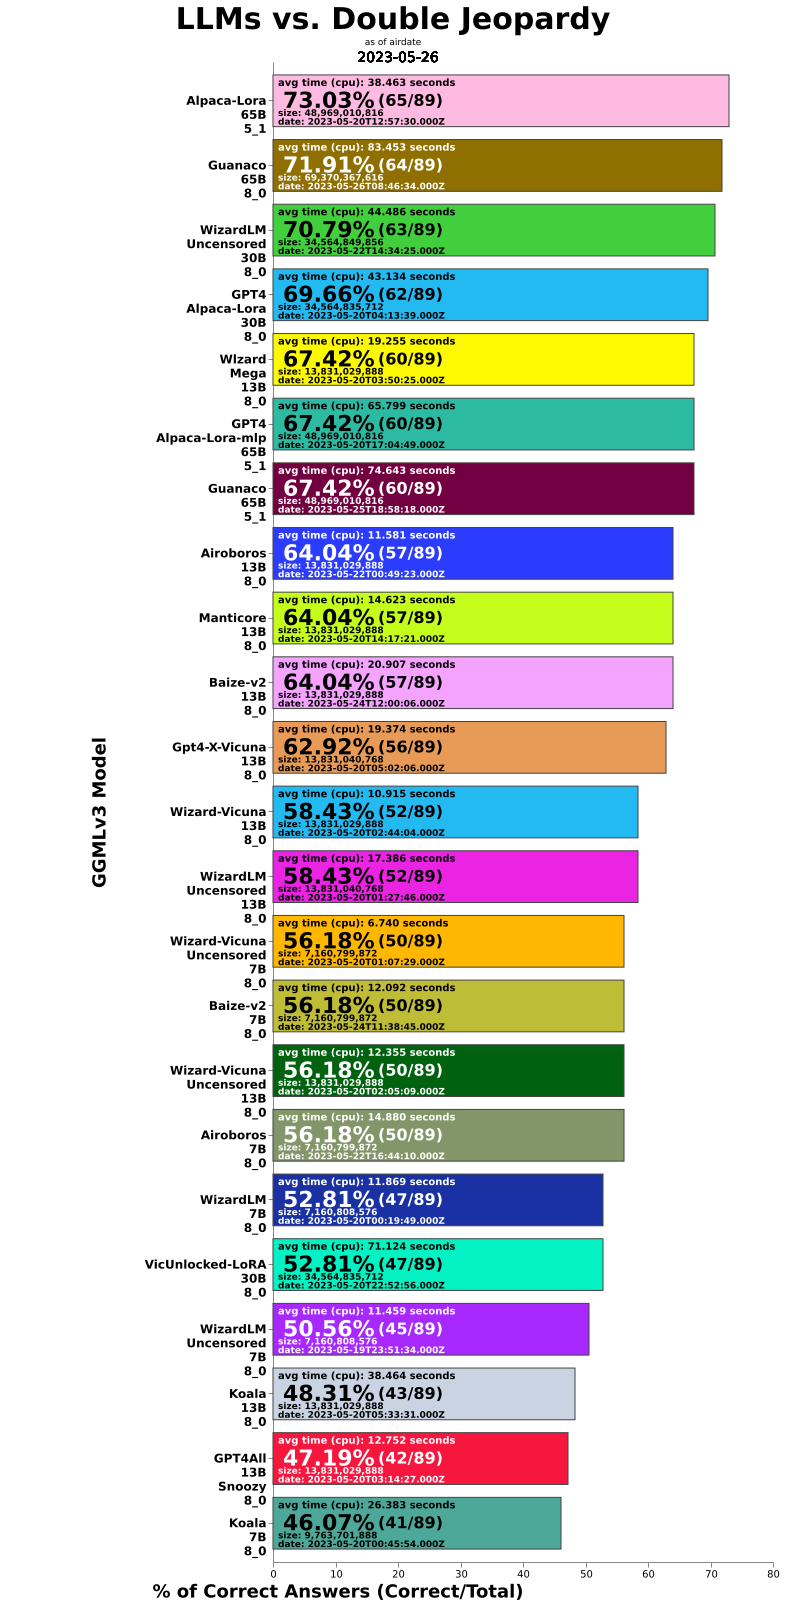 LLMs vs. Double Jeopardy
as of airdate
2023-05-26
GGMLv3 Model
Alpaca-Lora
65B
5_1
avg time (cpu): 38.463 seconds
73.03% (65/89)
size: 48,969,010,816
date: 2023-05-20T12:57:30.000Z
Guanaco
65B
8_0
avg time (cpu): 83.453 seconds
71.91% (64/89)
size: 69,370,367,616
date: 2023-05-26T08:46:34.000Z
WizardLM
Uncensored
30B
8_0
avg time (cpu): 44.486 seconds
70.79% (63/89)
size: 34,564,849,856
date: 2023-05-22T14:34:25.000Z
GPT4
Alpaca-Lora
30B
8_0
avg time (cpu): 43.134 seconds
69.66% (62/89)
size: 34,564,835,712
date: 2023-05-20T04:13:39.000Z
WIzard
Mega
13B
8_0
avg time (cpu): 19.255 seconds
67.42% (60/89)
size: 13,831,029,888
date: 2023-05-20T03:50:25.000Z
GPT4
Alpaca-Lora-mlp
65B
5_1
avg time (cpu): 65.799 seconds
67.42% (60/89)
size: 48,969,010,816
date: 2023-05-20T17:04:49.000Z
Guanaco
65B
5_1
avg time (cpu): 74.643 seconds
67.42% (60/89)
size: 48,969,010,816
date: 2023-05-25T18:58:18.000Z
Airoboros
13B
8_0
avg time (cpu): 11.581 seconds
64.04% (57/89)
size: 13,831,029,888
date: 2023-05-22T00:49:23.000Z
Manticore
13B
8_0
avg time (cpu): 14.623 seconds
64.04% (57/89)
size: 13,831,029,888
date: 2023-05-20T14:17:21.000Z
Baize-v2
13B
8_0
avg time (cpu): 20.907 seconds
64.04% (57/89)
size: 13,831,029,888
date: 2023-05-24T12:00:06.000Z
Gpt4-X-Vicuna
13B
8_0
avg time (cpu): 19.374 seconds
62.92% (56/89)
size: 13,831,040,768
date: 2023-05-20T05:02:06.000Z
Wizard-Vicuna
13B
8_0
avg time (cpu): 10.915 seconds
58.43% (52/89)
size: 13,831,029,888
date: 2023-05-20T02:44:04.000Z
WizardLM
Uncensored
13B
8_0
avg time (cpu): 17.386 seconds
58.43% (52/89)
size: 13,831,040,768
date: 2023-05-20T01:27:46.000Z
Wizard-Vicuna
Uncensored
7B
8_0
avg time (cpu): 6.740 seconds
56.18% (50/89)
size: 7,160,799,872
date: 2023-05-20T01:07:29.000Z
Baize-v2
7B
8_0
avg time (cpu): 12.092 seconds
56.18% (50/89)
size: 7,160,799,872
date: 2023-05-24T11:38:45.000Z
Wizard-Vicuna
Uncensored
13B
8_0
avg time (cpu): 12.355 seconds
56.18% (50/89)
size: 13,831,029,888
date: 2023-05-20T02:05:09.000Z
Airoboros
7B
8_0
avg time (cpu): 14.880 seconds
56.18% (50/89)
size: 7,160,799,872
date: 2023-05-22T16:44:10.000Z
WizardLM
7B
8_0
avg time (cpu): 11.869 seconds
52.81% (47/89)
size: 7,160,808,576
date: 2023-05-20T00:19:49.000Z
VicUnlocked-LoRA
30B
8_0
avg time (cpu): 71.124 seconds
52.81% (47/89)
size: 34,564,835,712
date: 2023-05-20T22:52:56.000Z
WizardLM
Uncensored
7B
8_0
avg time (cpu): 11.459 seconds
50.56% (45/89)
size: 7,160,808,576
date: 2023-05-19T23:51:34.000Z
Koala
13B
8_0
avg time (cpu): 38.464 seconds
48.31% (43/89)
size: 13,831,029,888
date: 2023-05-20T05:33:31.000Z
GPT4All
13B
Snoozy
8_0
avg time (cpu): 12.752 seconds
47.19% (42/89)
size: 13,831,029,888
date: 2023-05-20T03:14:27.000Z
Koala
7B
8_0
avg time (cpu): 26.383 seconds
46.07% (41/89)
size: 9,763,701,888
date: 2023-05-20T00:45:54.000Z
0 10 20 30 40 50 60 70 80
% of Correct Answers (Correct/Total)